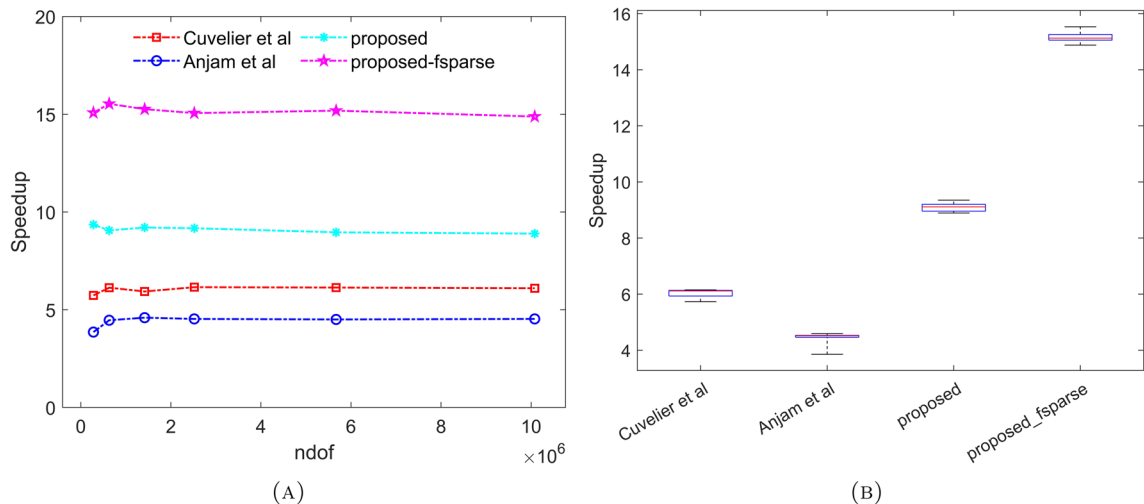 20
15
10
5
0
Speedup
Cuvelier et al
Anjam et al
proposed
proposed-fsparse
0
2
4
6
8
10
ndof
×10⁶
(A)
16
14
12
10
8
6
4
Speedup
Cuvelier et al
Anjam et al
proposed
proposed_fsparse
(B)